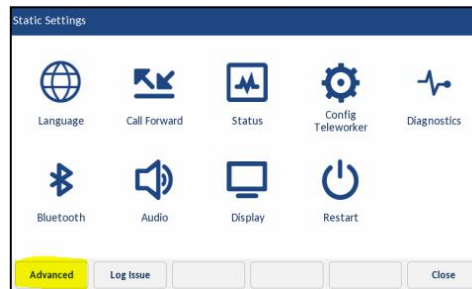 Static Settings
Language Call Forward Status Config Teleworker Diagnostics
Bluetooth Audio Display Restart
Advanced Log Issue Close